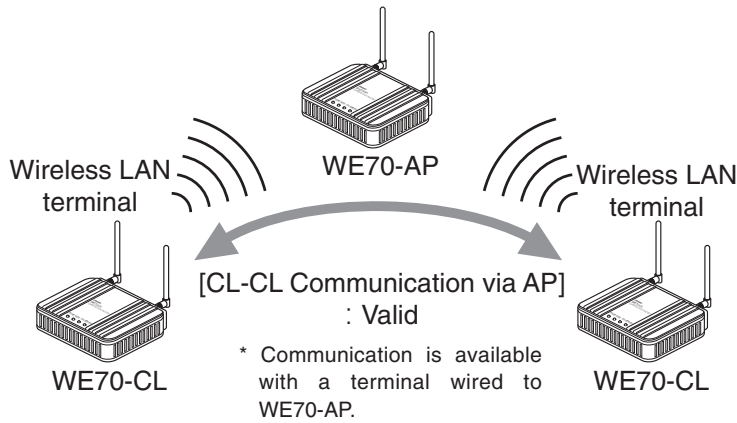 WE70-AP
Wireless LAN
terminal
Wireless LAN
terminal
[CL-CL Communication via AP]
: Valid
* Communication is available
with a terminal wired to
WE70-AP.
WE70-CL
WE70-CL